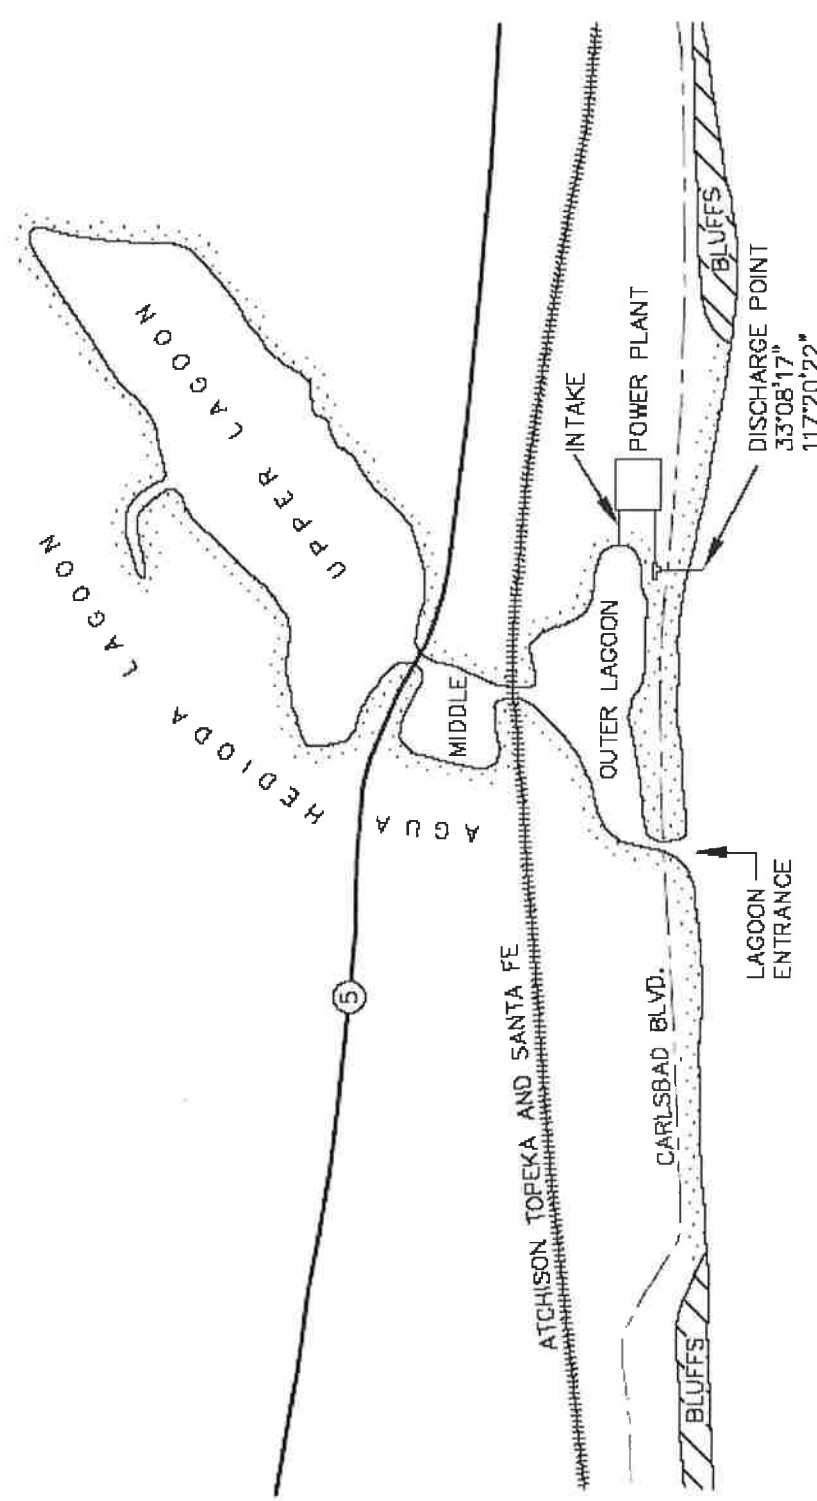 AGUA HEDIODA LAGOON
UPPER LAGOON
5
MIDDLE
ATCHISON TOPEKA AND SANTA FE
OUTER LAGOON
INTAKE
POWER PLANT
CARLSBAD BLVD.
BLUFFS
BLUFFS
LAGOON
ENTRANCE
DISCHARGE POINT
33°08'17"
117°20'22"